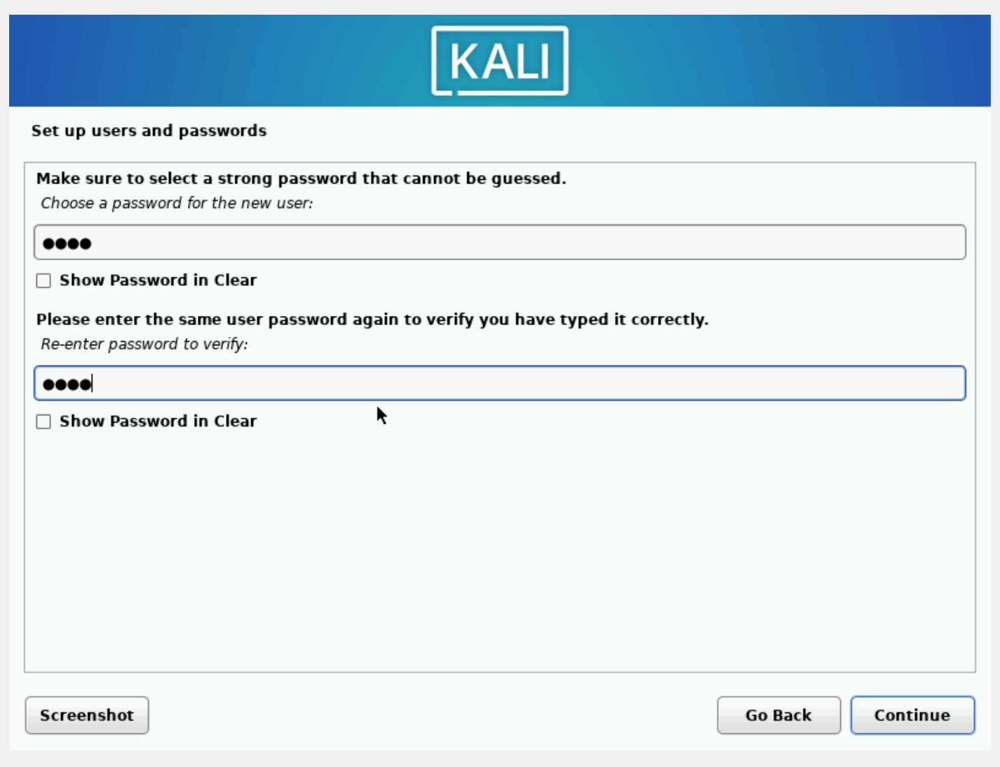 KALI
Set up users and passwords
Make sure to select a strong password that cannot be guessed.
Choose a password for the new user:
●●●●
Show Password in Clear
Please enter the same user password again to verify you have typed it correctly.
Re-enter password to verify:
●●●●
Show Password in Clear
Screenshot
Go Back
Continue